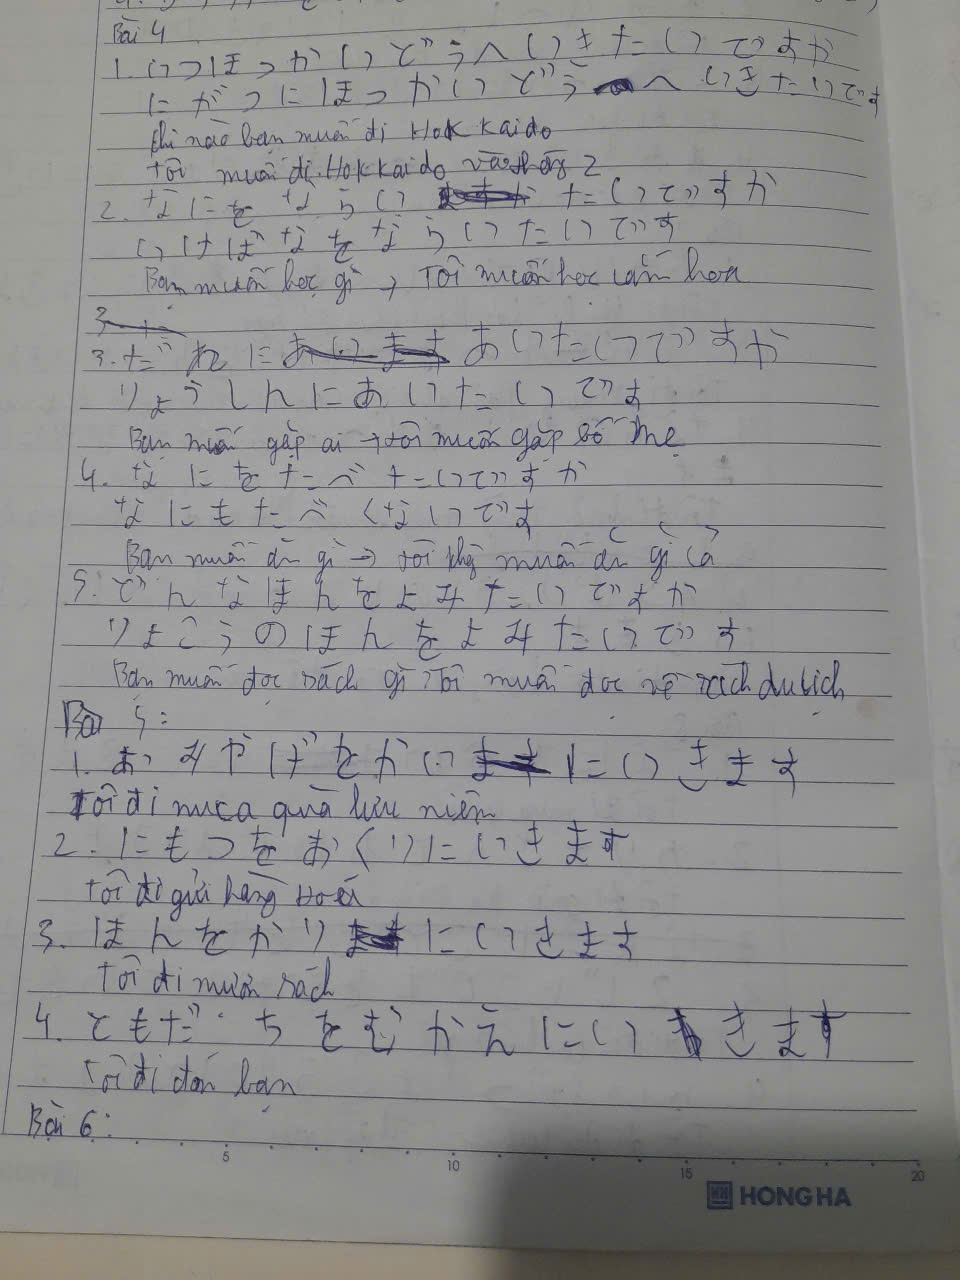 Bài 4
1. いつほっかいどうへいきたいですか
にがつにほっかいどうへいきたいです
Khi nào bạn muốn đi Hokkaido
Tôi muốn đi Hokkaido vào tháng 2
2. なにをならいたいですか
いけばなをならいたいです
Bạn muốn học gì → Tôi muốn học cắm hoa
3. だれにあいたいですか
りょうしんにあいたいです
Bạn muốn gặp ai → tôi muốn gặp bố mẹ
4. なにをたべたいですか
なにもたべくないです
Bạn muốn ăn gì → tôi khg muốn ăn gì cả
5. どんなほんをよみたいですか
りょこうのほんをよみたいです
Bạn muốn đọc sách gì Tôi muốn đọc về sách du lịch
Bài 5:
1. おみやげをかいにいきます
Tôi đi mua quà lưu niệm
2. にもつをおくりにいきます
tôi đi gửi hàng hoá
3. ほんをかりにいきます
tôi đi mượn sách
4. ともだちをむかえにいきます
Tôi đi đón bạn
Bài 6:
5 10 15 20
HONG HA